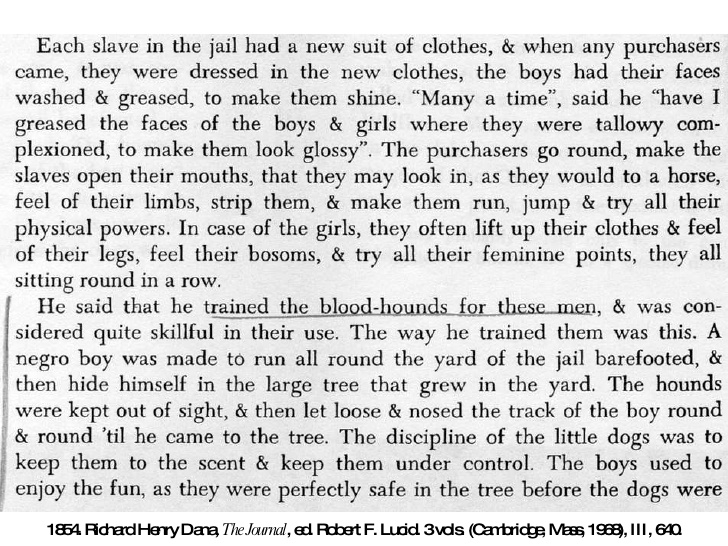 Each slave in the jail had a new suit of clothes, & when any purchasers
came, they were dressed in the new clothes, the boys had their faces
washed & greased, to make them shine. “Many a time”, said he “have I
greased the faces of the boys & girls where they were tallowy com-
plexioned, to make them look glossy”. The purchasers go round, make the
slaves open their mouths, that they may look in, as they would to a horse,
feel of their limbs, strip them, & make them run, jump & try all their
physical powers. In case of the girls, they often lift up their clothes & feel
of their legs, feel their bosoms, & try all their feminine points, they all
sitting round in a row.
He said that he trained the blood-hounds for these men, & was con-
sidered quite skillful in their use. The way he trained them was this. A
negro boy was made to run all round the yard of the jail barefooted, &
then hide himself in the large tree that grew in the yard. The hounds
were kept out of sight, & then let loose & nosed the track of the boy round
& round ’til he came to the tree. The discipline of the little dogs was to
keep them to the scent & keep them under control. The boys used to
enjoy the fun, as they were perfectly safe in the tree before the dogs were
1854. Richard Henry Dana, The Journal, ed. Robert F. Lucid. 3 vols. (Cambridge, Mass, 1968), III, 640.